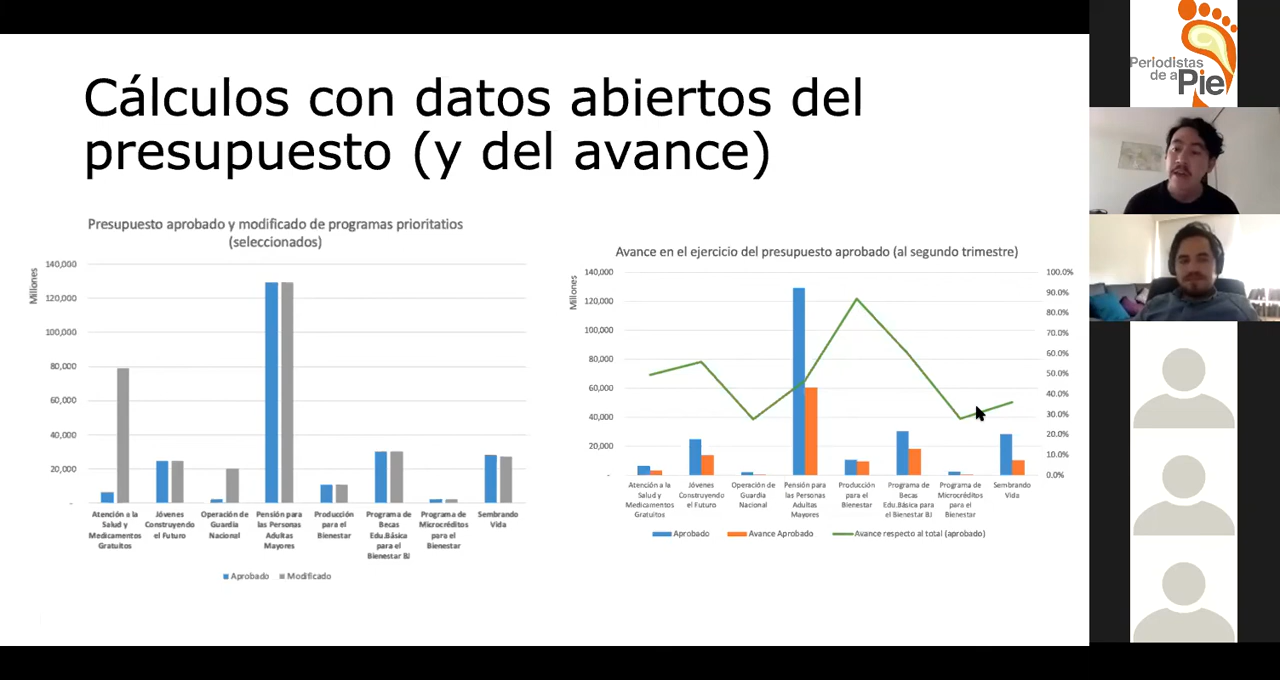 Cálculos con datos abiertos del
presupuesto (y del avance)
Presupuesto aprobado y modificado de programas prioritatios
(seleccionados)
Millones
140,000
120,000
100,000
80,000
60,000
40,000
20,000
-
Atención a la
Salud y
Medicamentos
Gratuitos
Jóvenes
Construyendo
el Futuro
Operación de
Guardia
Nacional
Pensión para
las Personas
Adultas
Mayores
Producción
para el
Bienestar
Programa de
Becas
Edu.Básica
para el
Bienestar BJ
Programa de
Microcréditos
para el
Bienestar
Sembrando
Vida
Aprobado
Modificado
Avance en el ejercicio del presupuesto aprobado (al segundo trimestre)
Millones
140,000
120,000
100,000
80,000
60,000
40,000
20,000
-
100.0%
90.0%
80.0%
70.0%
60.0%
50.0%
40.0%
30.0%
20.0%
10.0%
0.0%
Atención a la
Salud y
Medicamentos
Gratuitos
Jóvenes
Construyendo
el Futuro
Operación de
Guardia
Nacional
Pensión para
las Personas
Adultas
Mayores
Producción
para el
Bienestar
Programa de
Becas
Edu.Básica para
el Bienestar BJ
Programa de
Microcréditos
para el
Bienestar
Sembrando
Vida
Aprobado
Avance Aprobado
Avance respecto al total (aprobado)
Periodistas
de a Pie